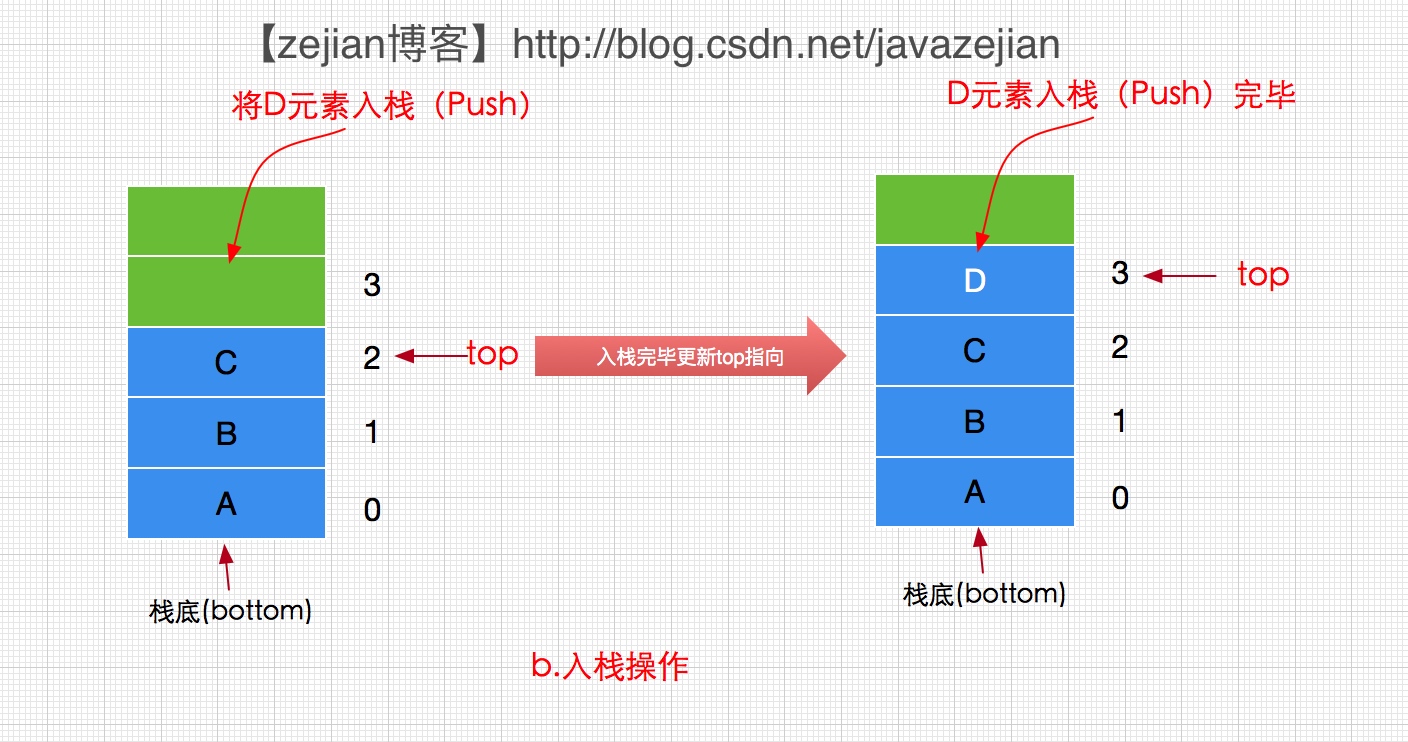 【zejian博客】http://blog.csdn.net/javazejian
将D元素入栈（Push）
D元素入栈（Push）完毕
3
C
2
top
B
1
A
0
栈底(bottom)
入栈完毕更新top指向
D
3
top
C
2
B
1
A
0
栈底(bottom)
b.入栈操作